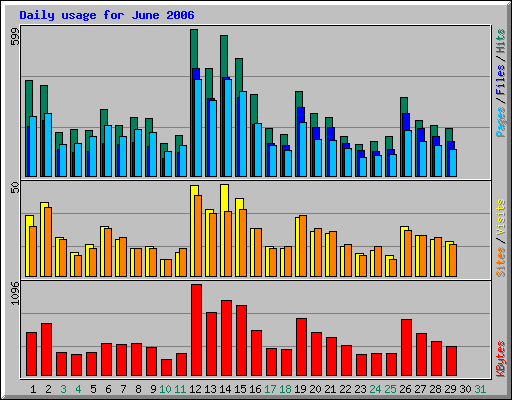 Daily usage for June 2006
599
50
1096
Pages / Files / Hits
Sites / Visits
KBytes
1 2 3 4 5 6 7 8 9 10 11 12 13 14 15 16 17 18 19 20 21 22 23 24 25 26 27 28 29 30 31